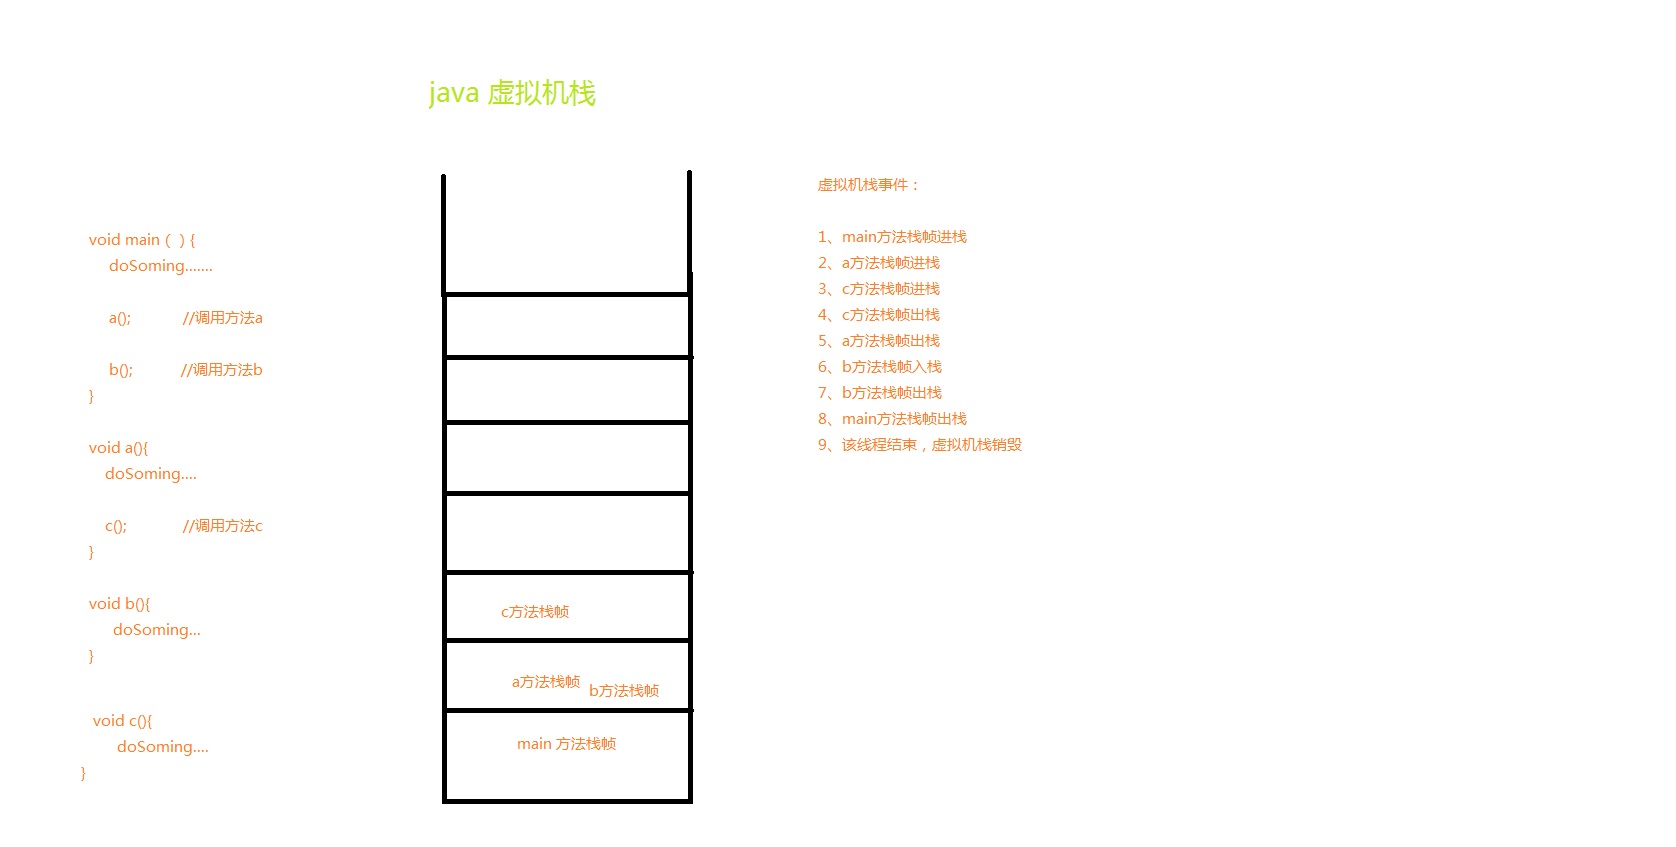 java 虚拟机栈
void main ( ) {
doSoming.......
a(); //调用方法a
b(); //调用方法b
}
void a(){
doSoming....
c(); //调用方法c
}
void b(){
doSoming...
}
void c(){
doSoming....
}
c方法栈帧
a方法栈帧
b方法栈帧
main 方法栈帧
虚拟机栈事件：
1、main方法栈帧进栈
2、a方法栈帧进栈
3、c方法栈帧进栈
4、c方法栈帧出栈
5、a方法栈帧出栈
6、b方法栈帧入栈
7、b方法栈帧出栈
8、main方法栈帧出栈
9、该线程结束，虚拟机栈销毁